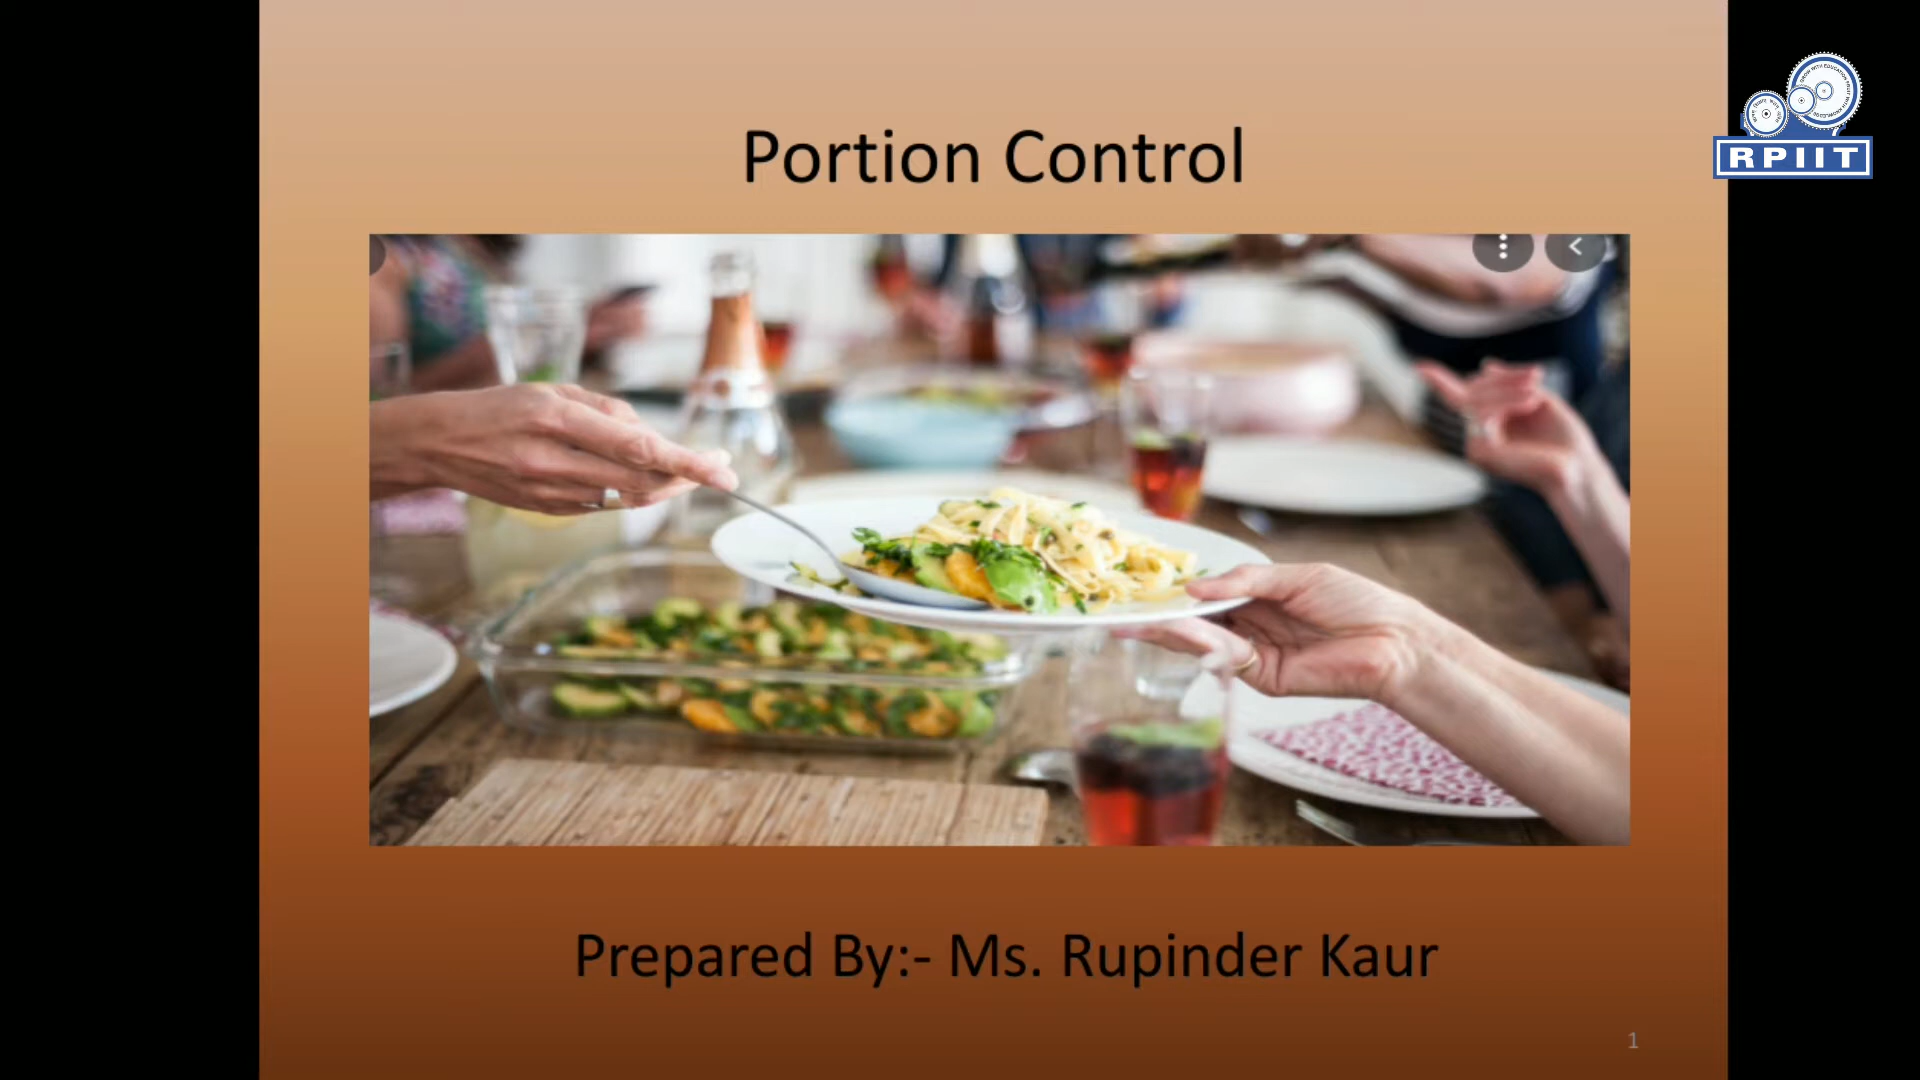 Portion Control
RPIIT
Prepared By:- Ms. Rupinder Kaur
1